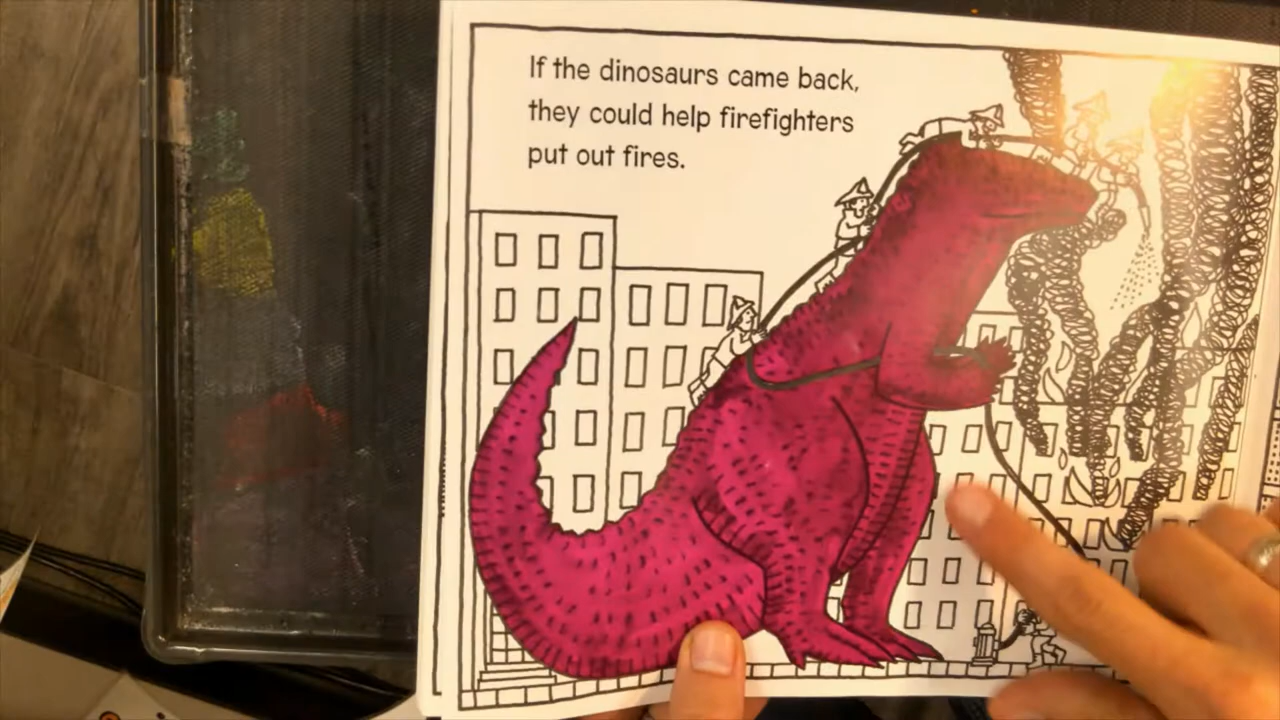 If the dinosaurs came back,
they could help firefighters
put out fires.